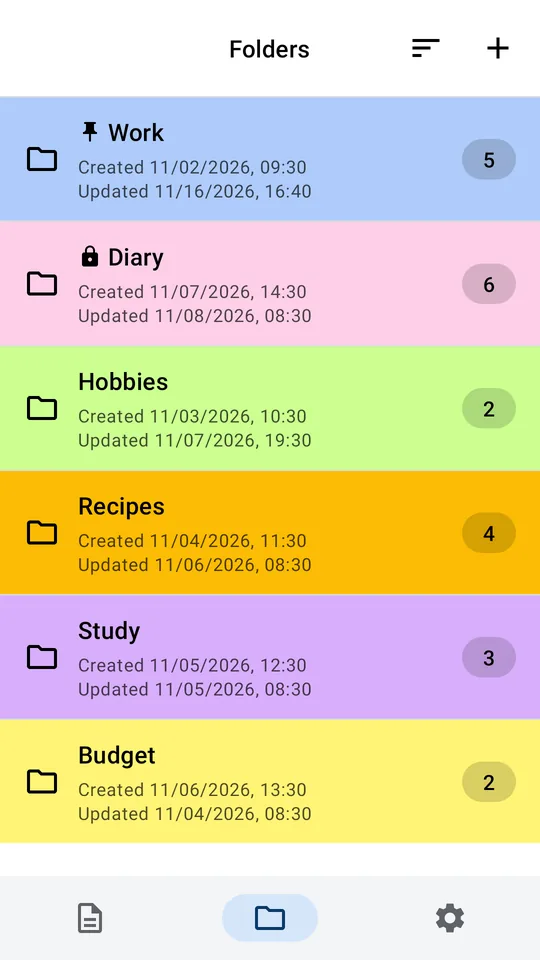 Folders
Work
Created 11/02/2026, 09:30
Updated 11/16/2026, 16:40
5
Diary
Created 11/07/2026, 14:30
Updated 11/08/2026, 08:30
6
Hobbies
Created 11/03/2026, 10:30
Updated 11/07/2026, 19:30
2
Recipes
Created 11/04/2026, 11:30
Updated 11/06/2026, 08:30
4
Study
Created 11/05/2026, 12:30
Updated 11/05/2026, 08:30
3
Budget
Created 11/06/2026, 13:30
Updated 11/04/2026, 08:30
2